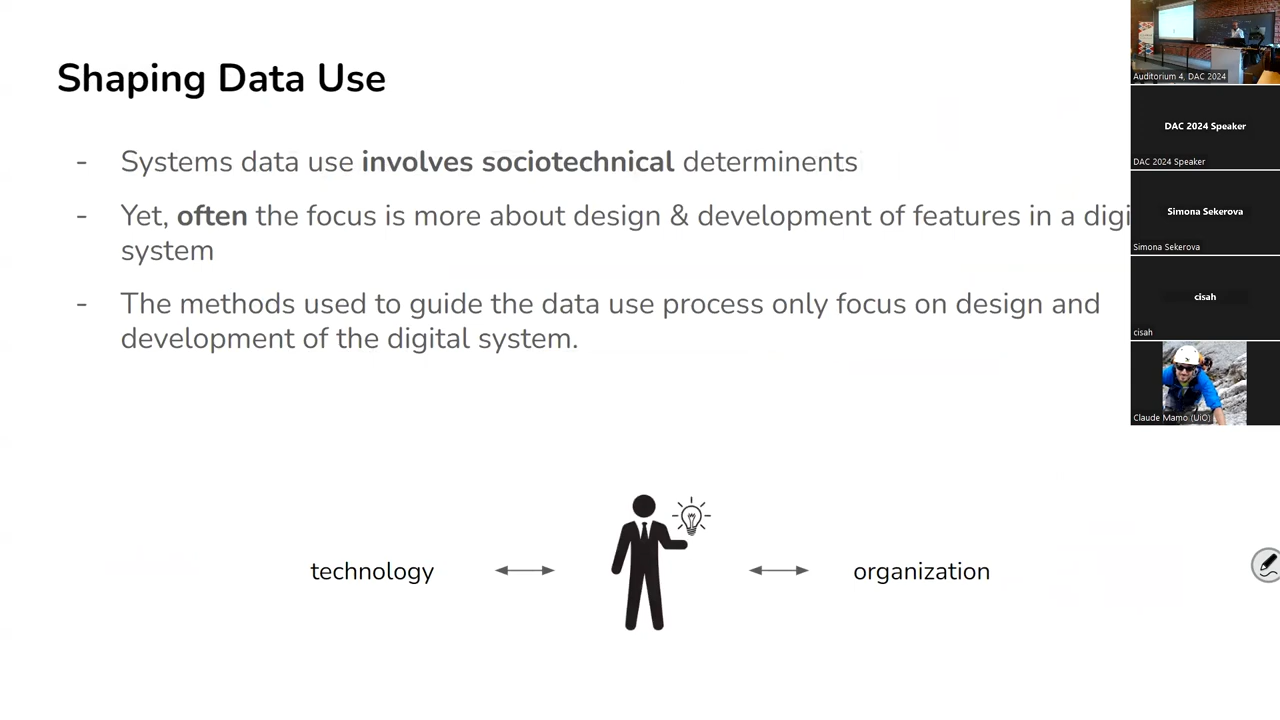 Shaping Data Use
- Systems data use involves sociotechnical determinents
- Yet, often the focus is more about design & development of features in a digi
system
- The methods used to guide the data use process only focus on design and
development of the digital system.
technology
organization
Auditorium 4, DAC 2024
DAC 2024 Speaker
DAC 2024 Speaker
Simona Sekerova
Simona Sekerova
cisah
cisah
Claude Mamo (UiO)